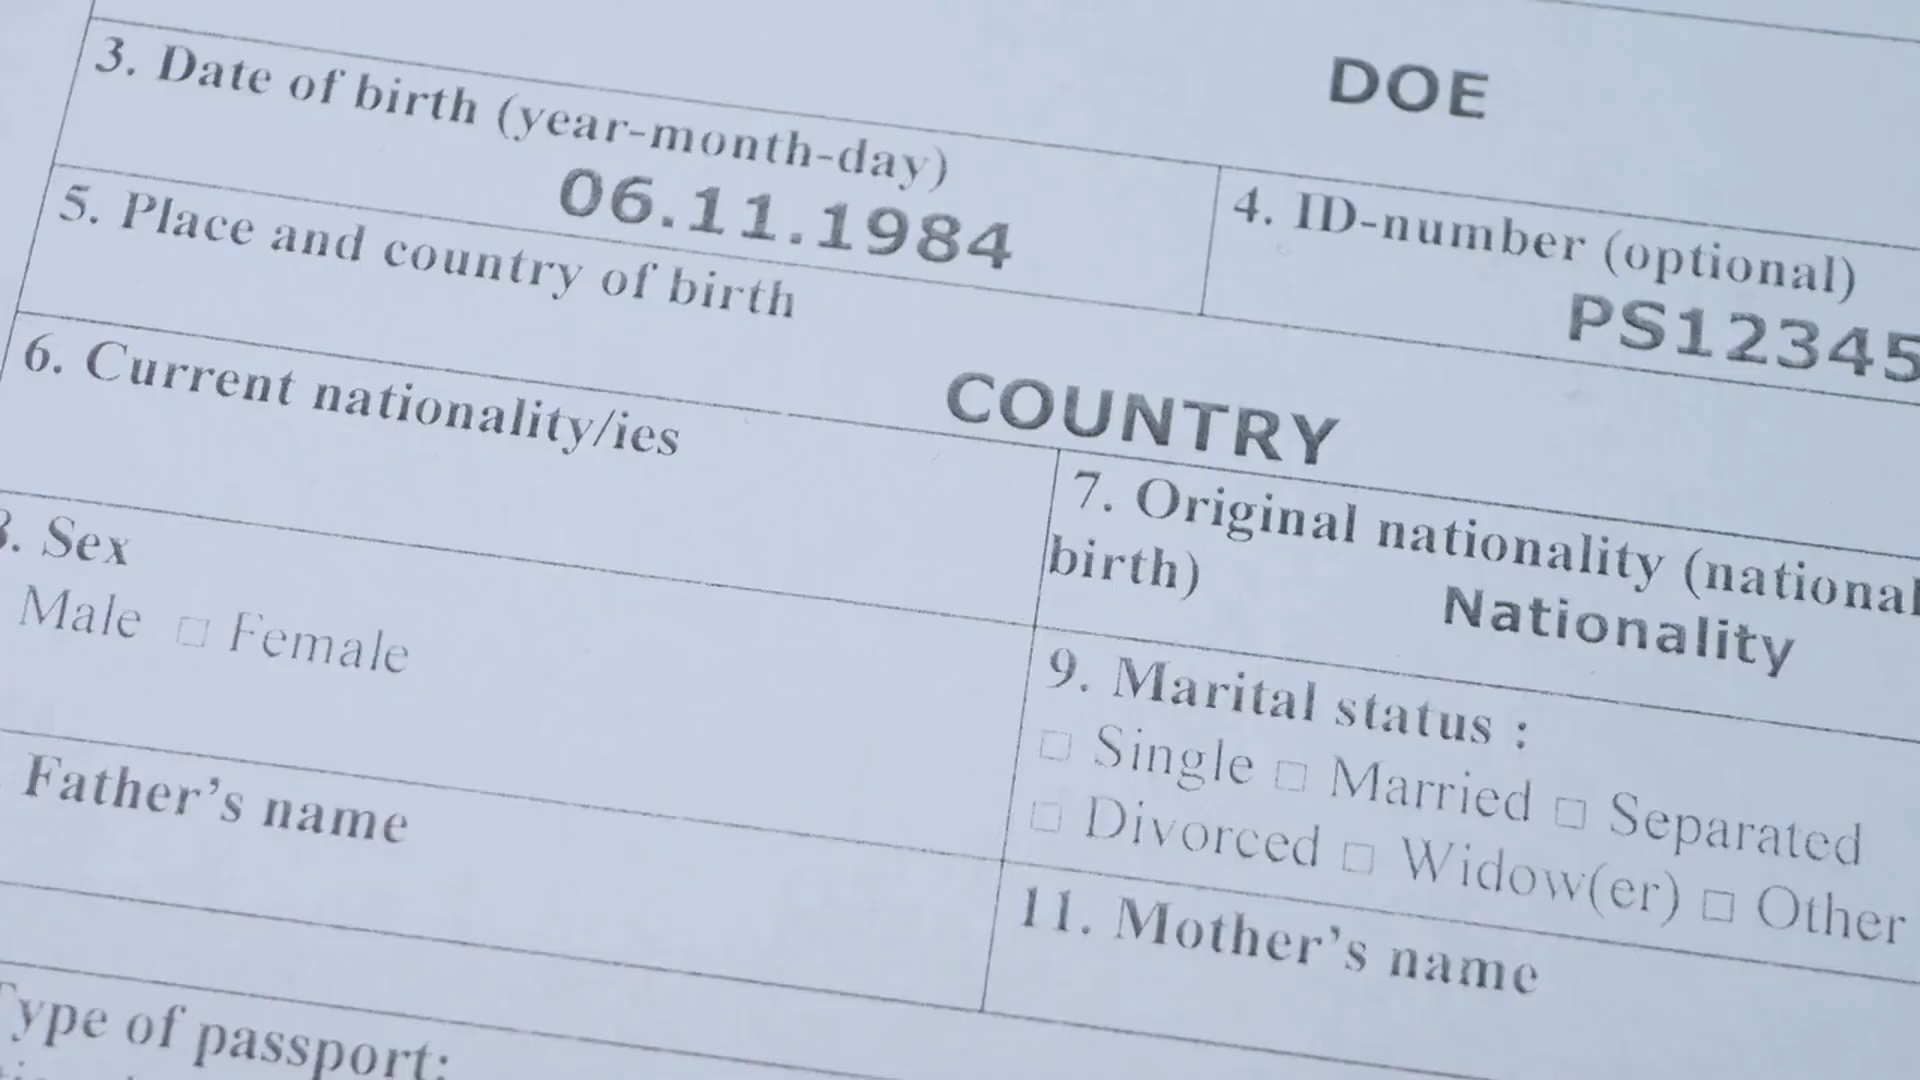 DOE
3. Date of birth (year-month-day)
06.11.1984
4. ID-number (optional)
PS12345
5. Place and country of birth
COUNTRY
6. Current nationality/ies
7. Original nationality (national
birth)
Nationality
. Sex
Male □ Female
9. Marital status :
□ Single □ Married □ Separated
□ Divorced □ Widow(er) □ Other
Father's name
11. Mother's name
Type of passport: